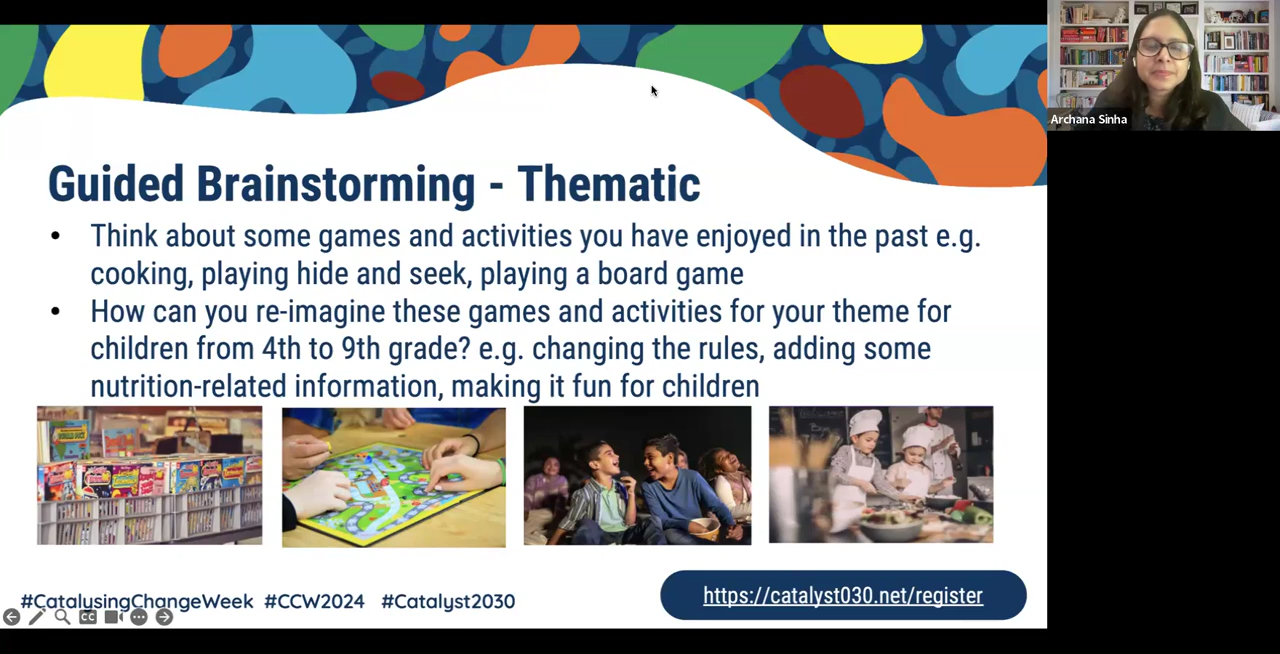 Archana Sinha
Guided Brainstorming - Thematic
• Think about some games and activities you have enjoyed in the past e.g.
cooking, playing hide and seek, playing a board game
• How can you re-imagine these games and activities for your theme for
children from 4th to 9th grade? e.g. changing the rules, adding some
nutrition-related information, making it fun for children
#CatalysingChangeWeek #CCW2024 #Catalyst2030
https://catalyst030.net/register
CC